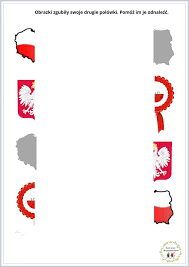 Obrazki zgubiły swoje drugie połówki. Pomóż im je odnaleźć.